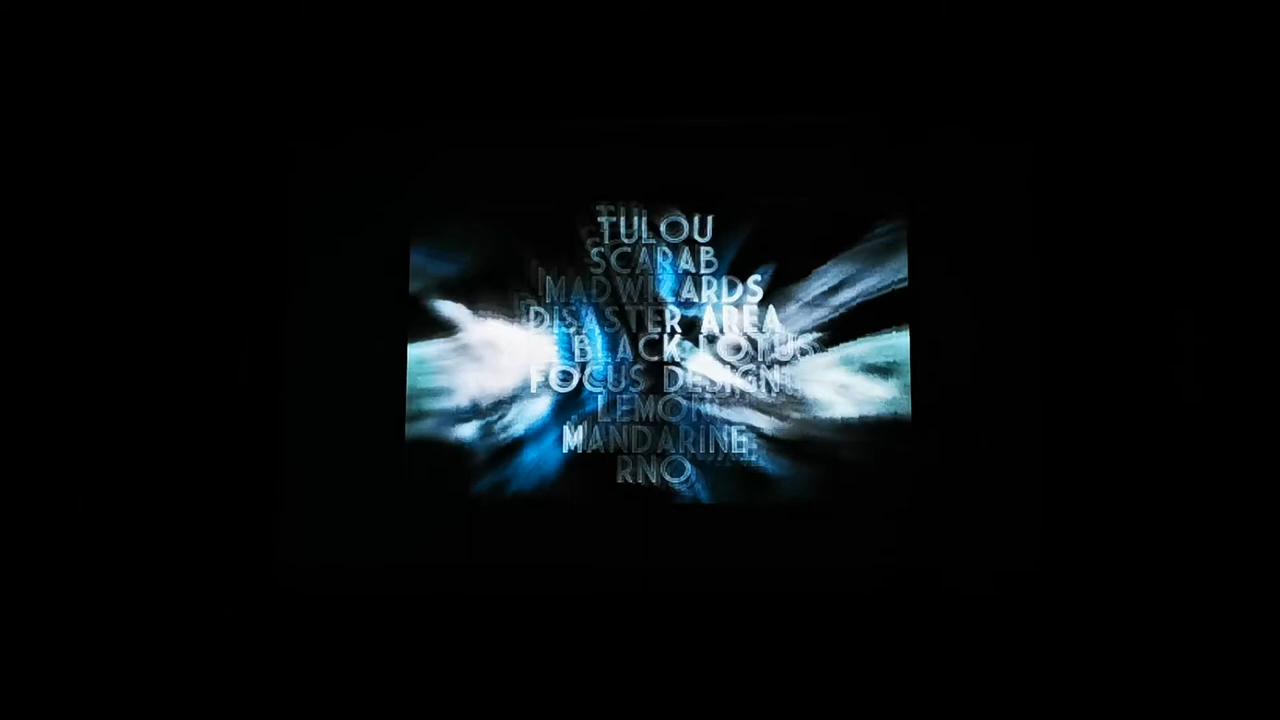 TULOU
SCARAB
MADWIZARDS
DISASTER AREA
BLACK LOTUS
FOCUS DESIGN
LEMON
MANDARINE
RNO